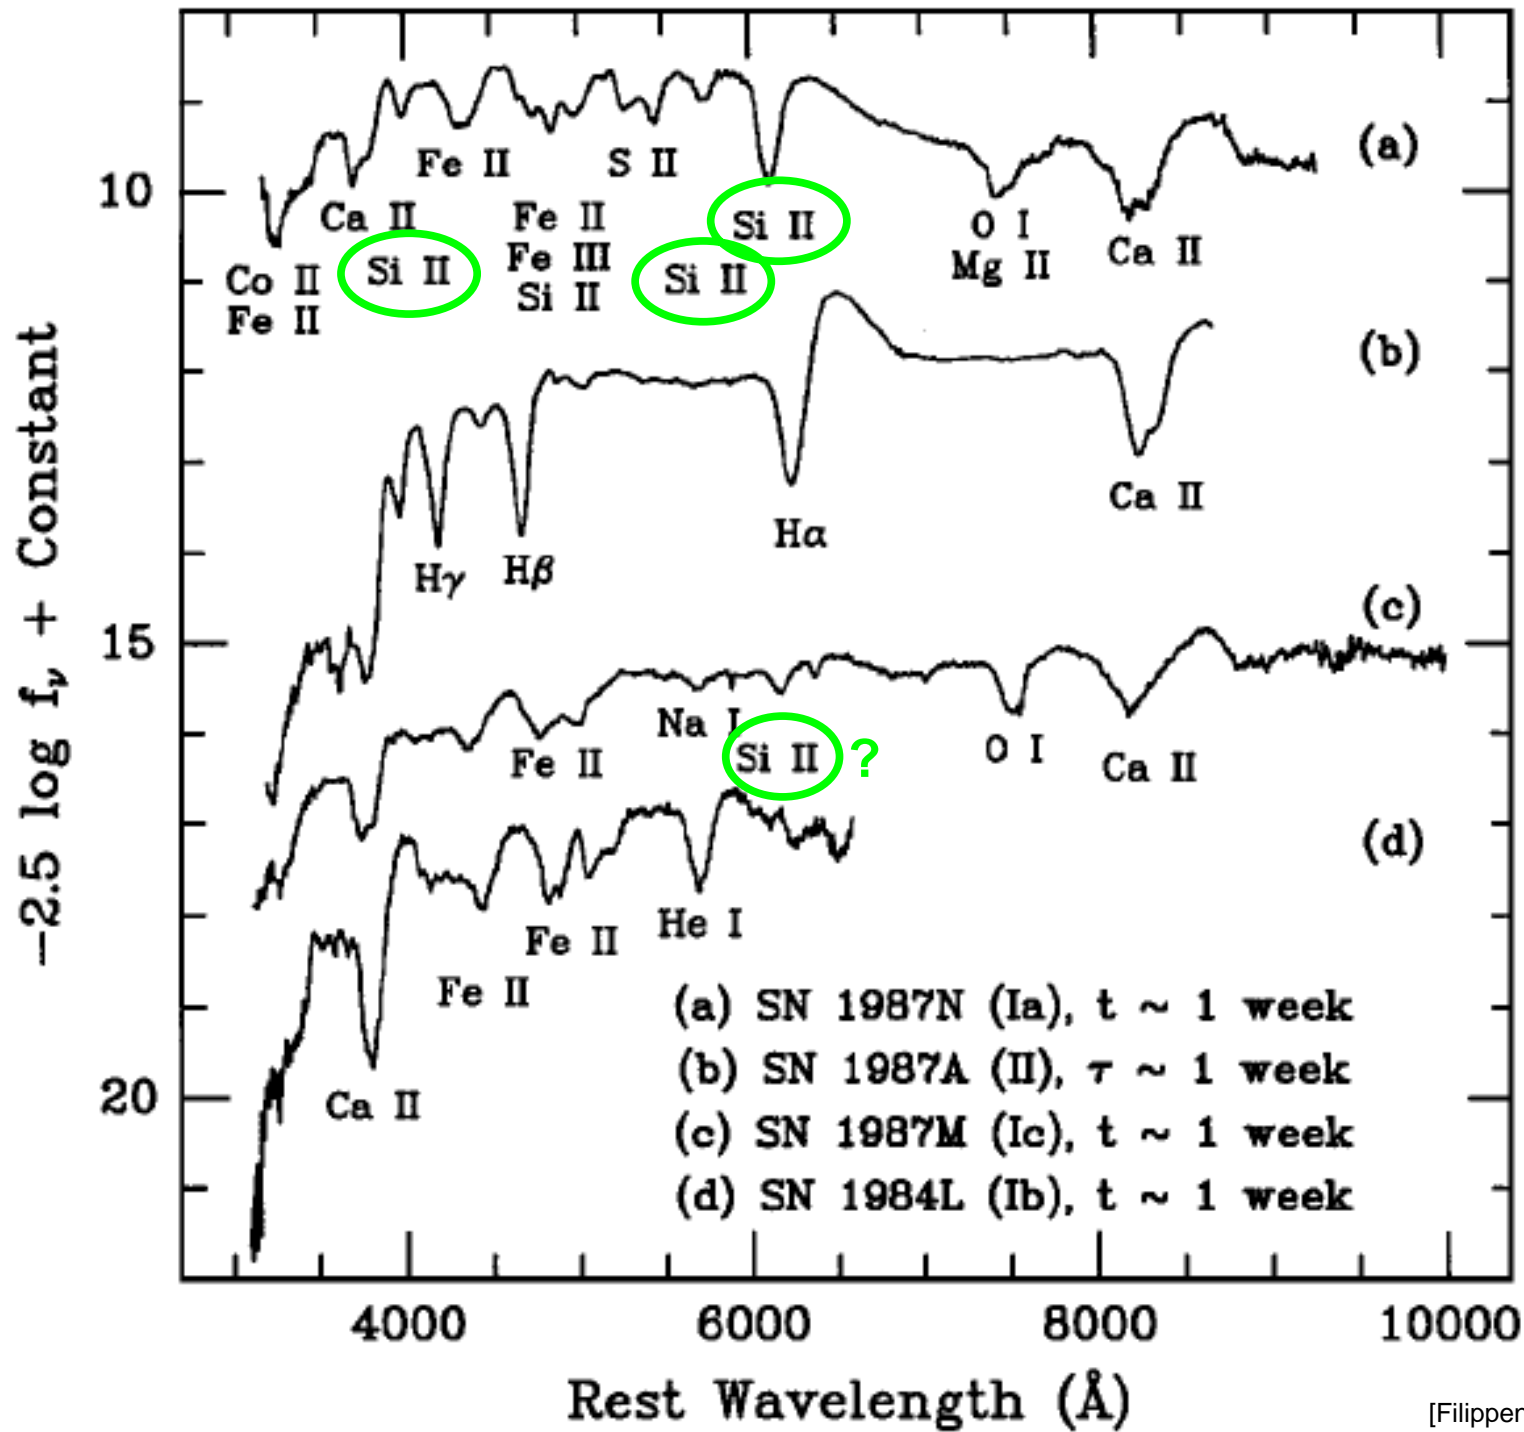 (a)
Fe II
S II
10
Ca II
Fe II
Si II
O I
Ca II
Si II
Fe III
Mg II
Co II
Si II
Si II
Fe II
(b)
Ca II
Hα
Hγ
Hβ
(c)
15
Na I
Fe II
Si II
?
O I
Ca II
(d)
He I
Fe II
Fe II
(a) SN 1987N (Ia), t ~ 1 week
(b) SN 1987A (II), τ ~ 1 week
20
Ca II
(c) SN 1987M (Ic), t ~ 1 week
(d) SN 1984L (Ib), t ~ 1 week
−2.5 log fν + Constant
4000
6000
8000
10000
Rest Wavelength (Å)